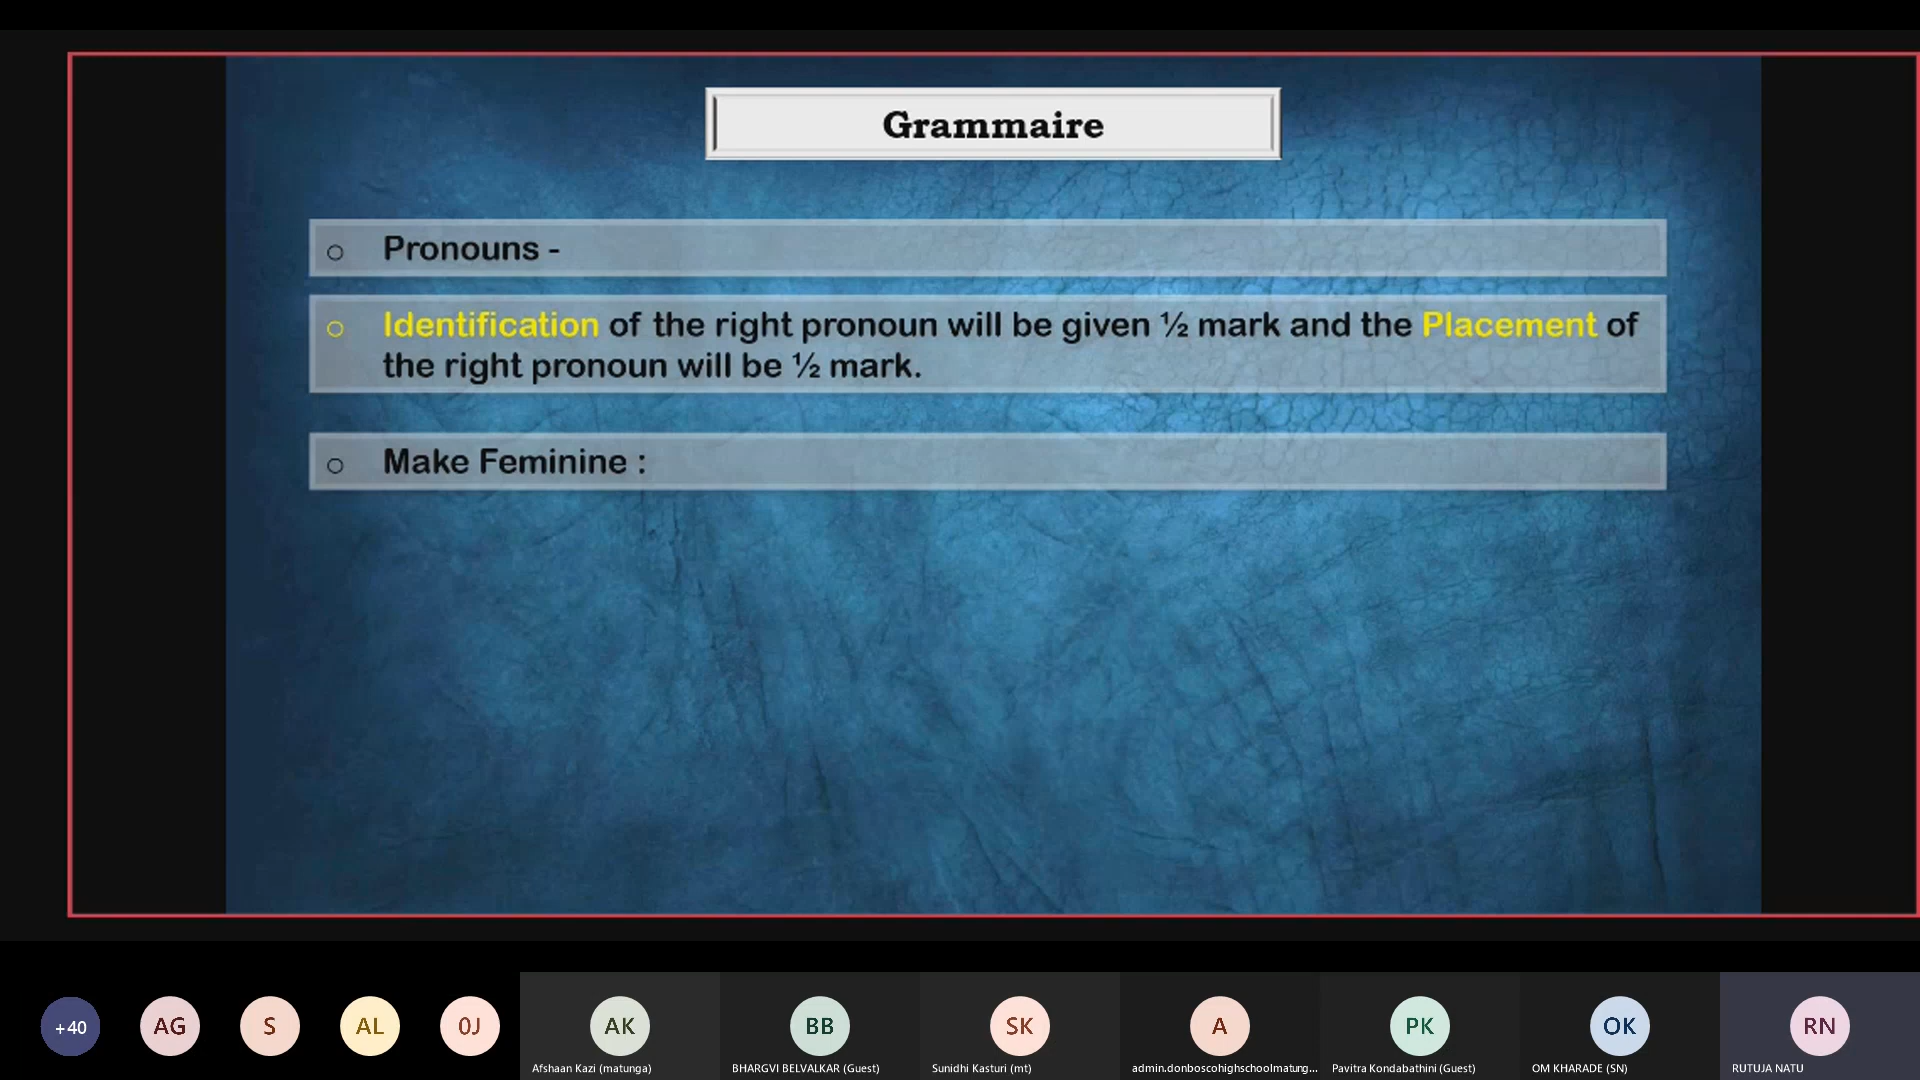 Grammaire
Pronouns -
Identification of the right pronoun will be given ½ mark and the Placement of
the right pronoun will be ½ mark.
Make Feminine :
+40
AG
S
AL
0J
AK
BB
SK
A
PK
OK
RN
Afshaan Kazi (matunga)
BHARGVI BELVALKAR (Guest)
Sunidhi Kasturi (mt)
admin.donboscohighschoolmatung...
Pavitra Kondabathini (Guest)
OM KHARADE (SN)
RUTUJA NATU